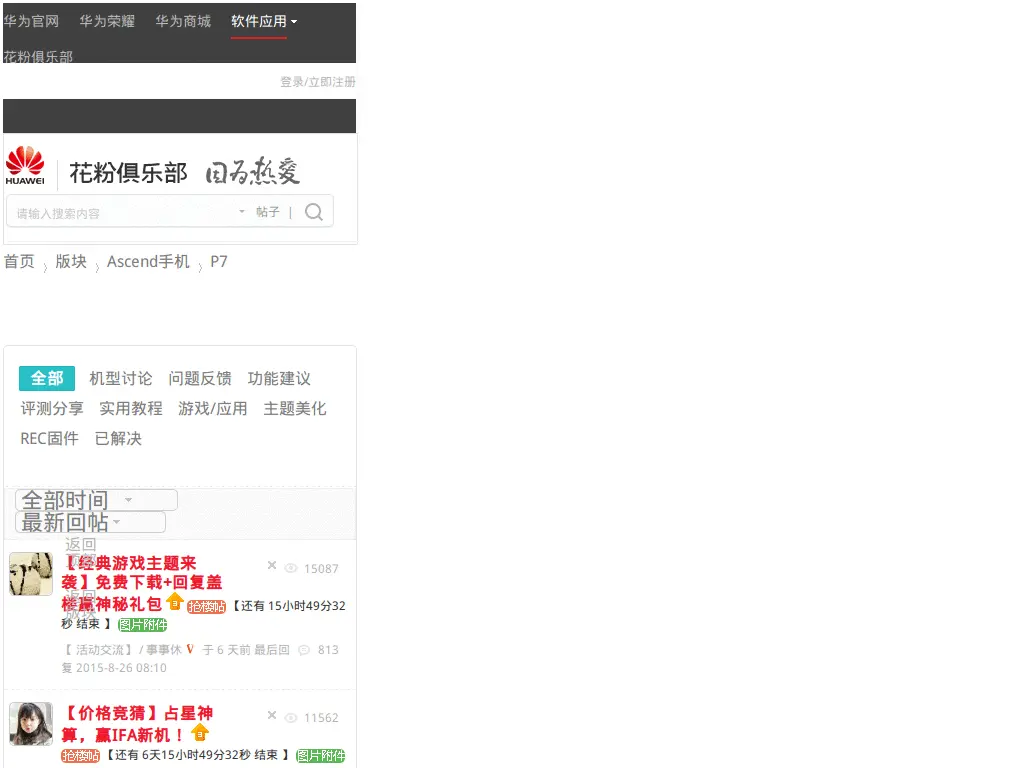 华为官网 华为荣耀 华为商城 软件应用
花粉俱乐部
登录/立即注册
HUAWEI 花粉俱乐部 因为热爱
请输入搜索内容 帖子 |
首页 版块 Ascend手机 P7
全部 机型讨论 问题反馈 功能建议
评测分享 实用教程 游戏/应用 主题美化
REC固件 已解决
全部时间
最新回帖
返回
顶部
【经典游戏主题来 15087
袭】免费下载+回复盖
返回
版块
楼赢神秘礼包 抢楼帖 【还有 15小时49分32
秒 结束 】 图片附件
【 活动交流 】 / 事事休 V 于 6 天前 最后回 813
复 2015-8-26 08:10
【价格竞猜】占星神 11562
算，赢IFA新机！
抢楼帖 【还有 6天15小时49分32秒 结束 】 图片附件